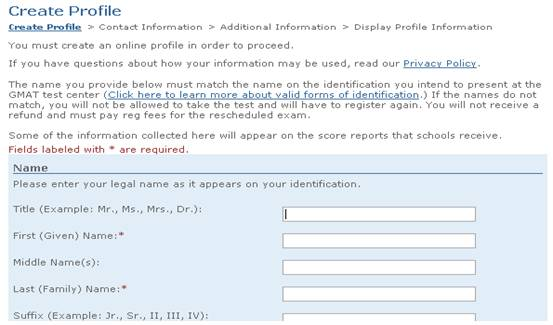 Create Profile
Create Profile > Contact Information > Additional Information > Display Profile Information
You must create an online profile in order to proceed.
If you have questions about how your information may be used, read our Privacy Policy.
The name you provide below must match the name on the identification you intend to present at the
GMAT test center (Click here to learn more about valid forms of identification.) If the names do not
match, you will not be allowed to take the test and will have to register again. You will not receive a
refund and must pay reg fees for the rescheduled exam.
Some of the information collected here will appear on the score reports that schools receive.
Fields labeled with * are required.
Name
Please enter your legal name as it appears on your identification.
Title (Example: Mr., Ms., Mrs., Dr.):
First (Given) Name:*
Middle Name(s):
Last (Family) Name:*
Suffix (Example: Jr., Sr., II, III, IV):